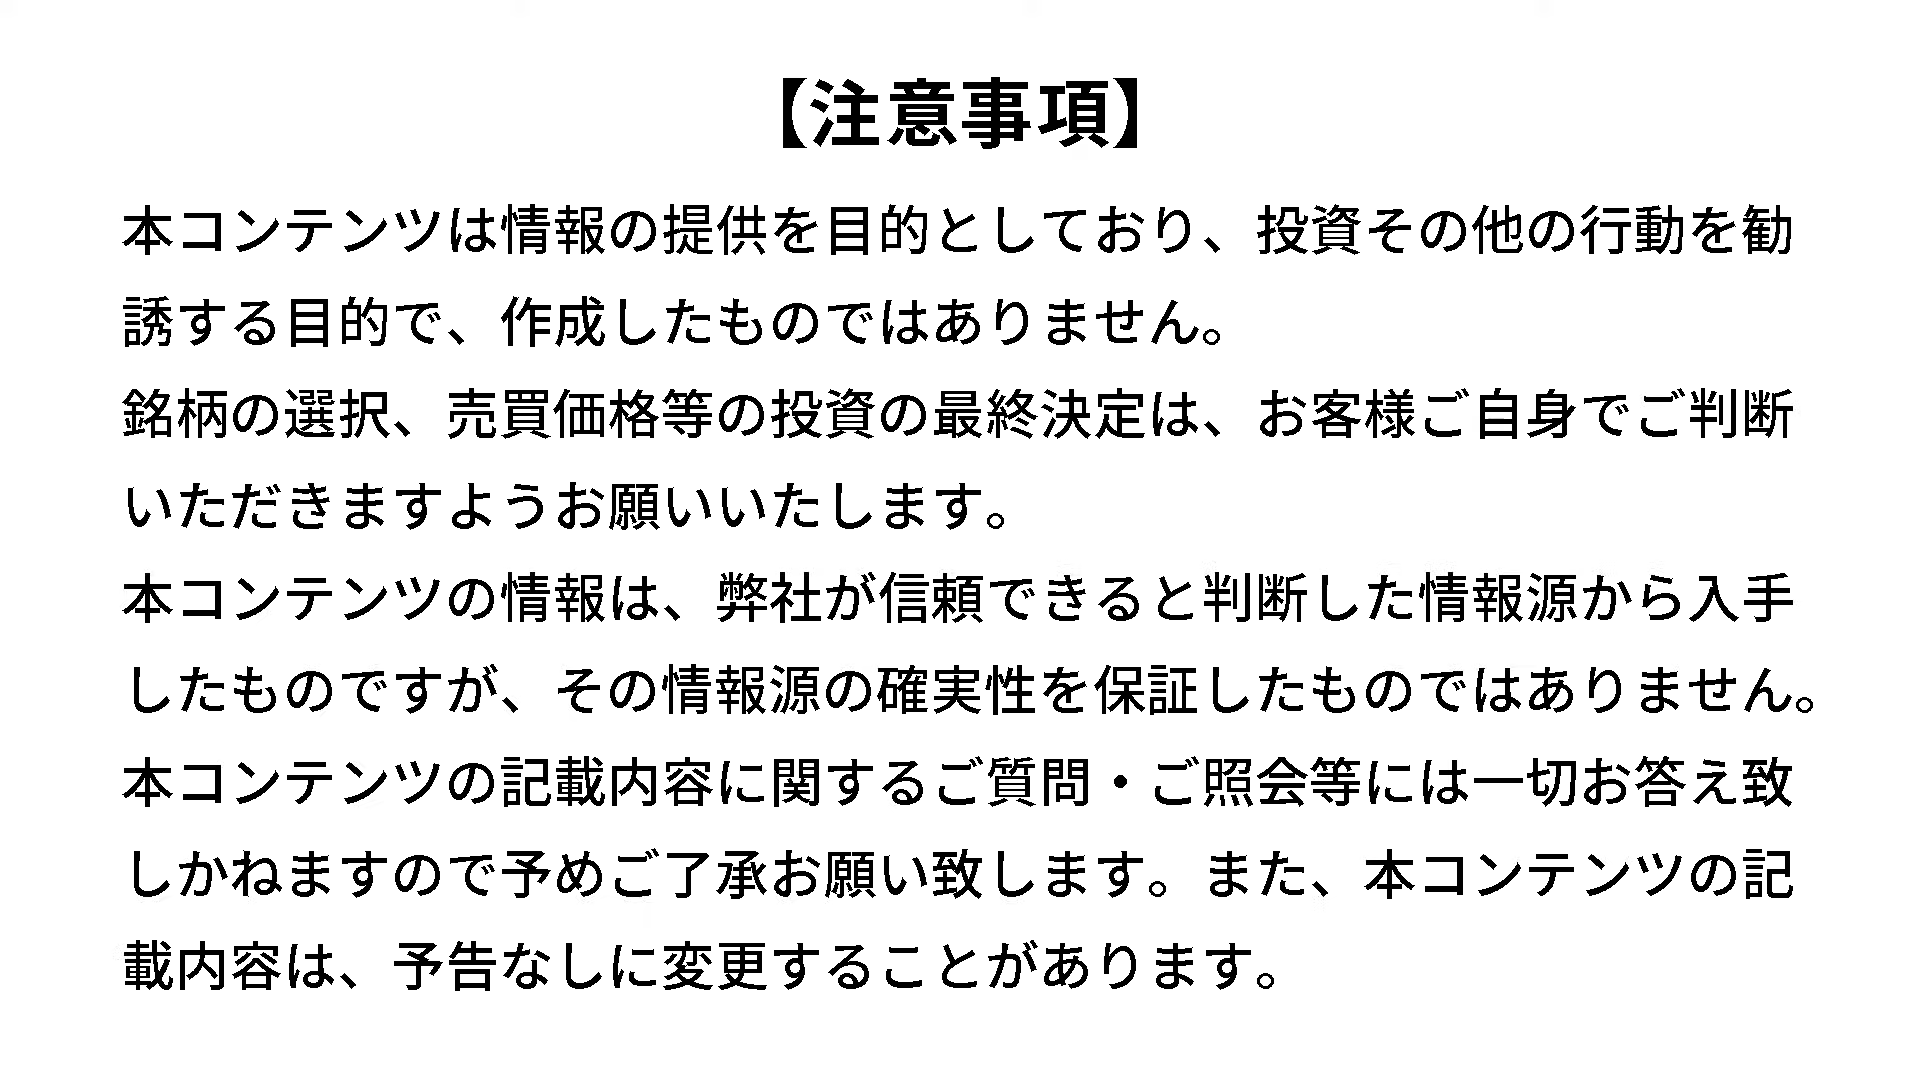 【注意事項】
本コンテンツは情報の提供を目的としており、投資その他の行動を勧
誘する目的で、作成したものではありません。
銘柄の選択、売買価格等の投資の最終決定は、お客様ご自身でご判断
いただきますようお願いいたします。
本コンテンツの情報は、弊社が信頼できると判断した情報源から入手
したものですが、その情報源の確実性を保証したものではありません。
本コンテンツの記載内容に関するご質問・ご照会等には一切お答え致
しかねますので予めご了承お願い致します。また、本コンテンツの記
載内容は、予告なしに変更することがあります。